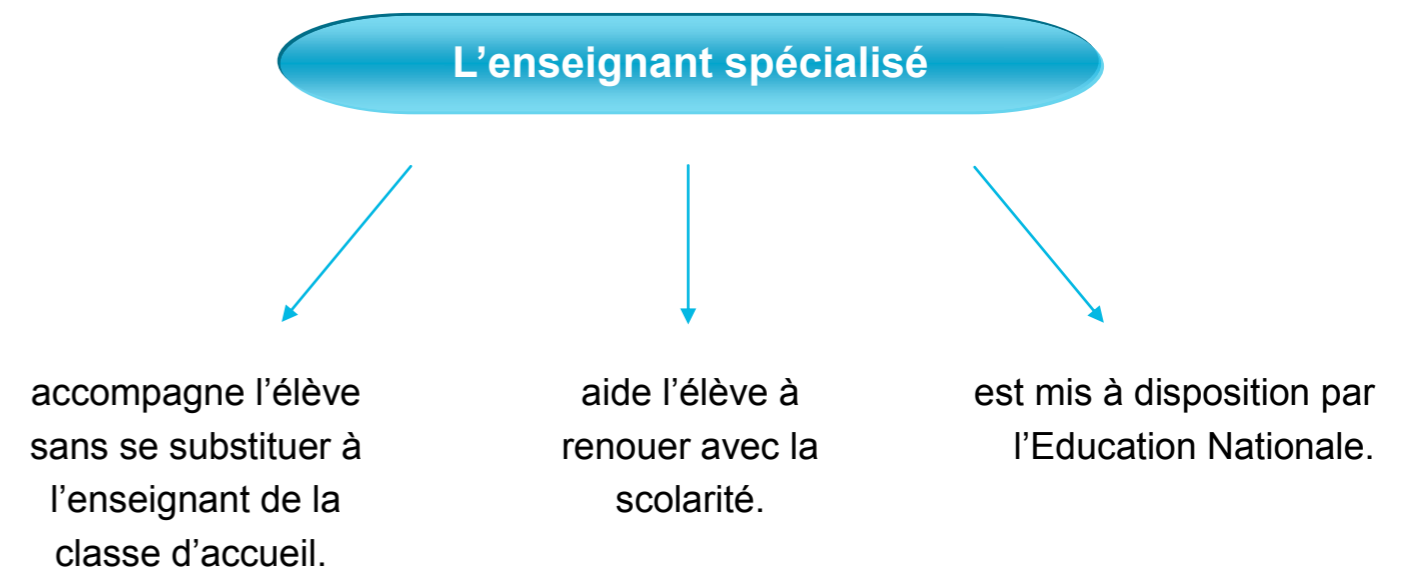 L’enseignant spécialisé
accompagne l’élève
sans se substituer à
l’enseignant de la
classe d’accueil.
aide l’élève à
renouer avec la
scolarité.
est mis à disposition par
l’Education Nationale.